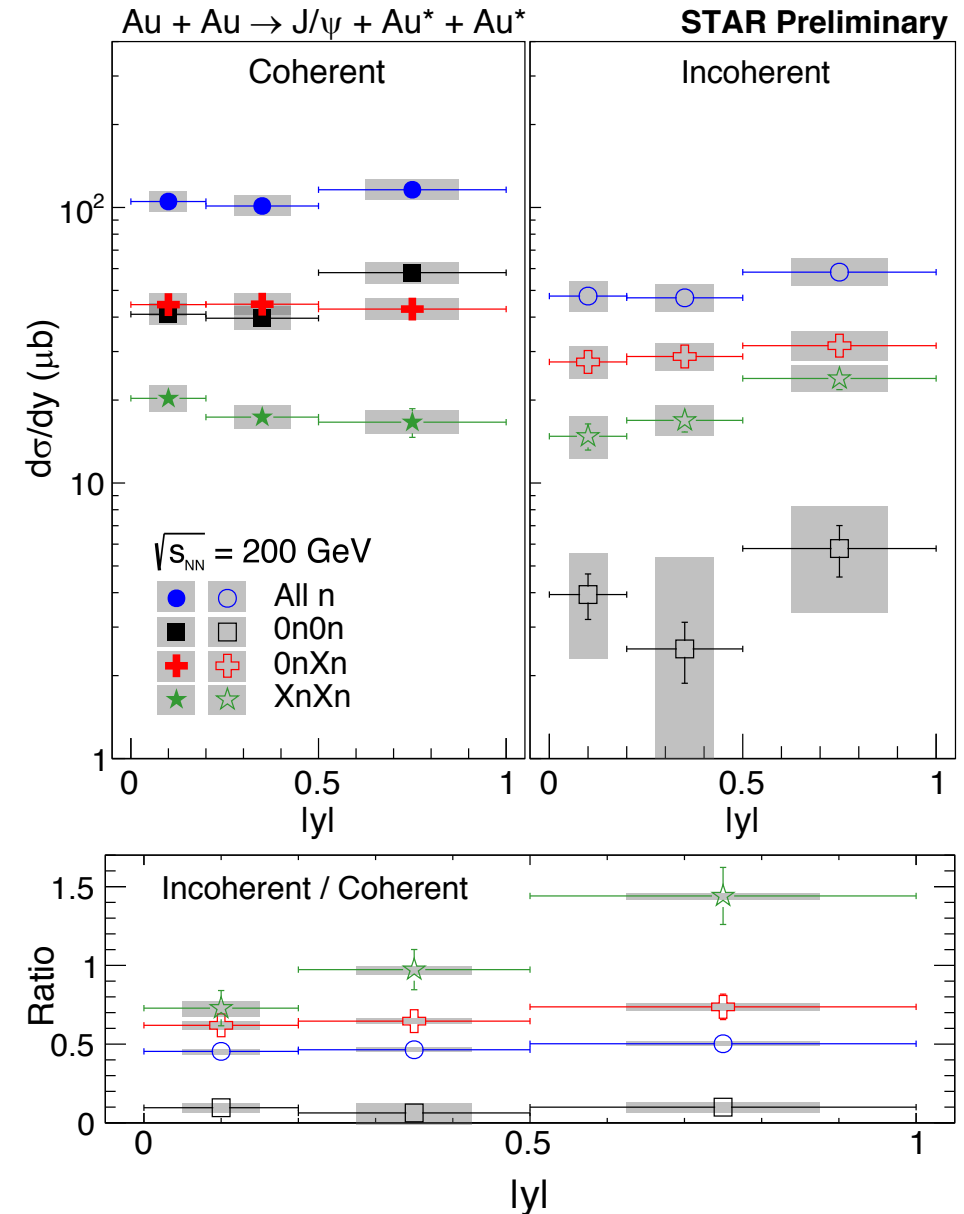 Au + Au → J/ψ + Au* + Au*
STAR Preliminary
Coherent
Incoherent
dσ/dy (μb)
10²
10
1
√s_NN = 200 GeV
All n
0n0n
0nXn
XnXn
0 0.5 1
|y|
0 0.5 1
|y|
Incoherent / Coherent
Ratio
1.5
1
0.5
0
0 0.5 1
|y|